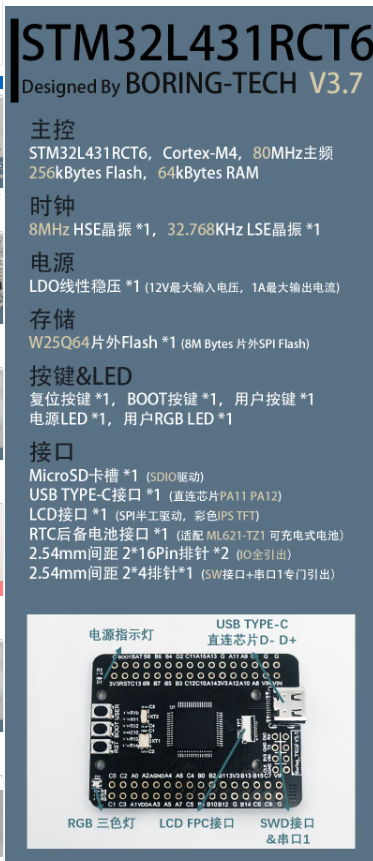 STM32L431RCT6
Designed By BORING-TECH V3.7
主控
STM32L431RCT6，Cortex-M4，80MHz主频
256kBytes Flash，64kBytes RAM
时钟
8MHz HSE晶振 *1，32.768KHz LSE晶振 *1
电源
LDO线性稳压 *1 (12V最大输入电压，1A最大输出电流)
存储
W25Q64片外Flash *1 (8M Bytes 片外SPI Flash)
按键&LED
复位按键 *1，BOOT按键 *1，用户按键 *1
电源LED *1，用户RGB LED *1
接口
MicroSD卡槽 *1 (SDIO驱动)
USB TYPE-C接口 *1 (直连芯片PA11 PA12)
LCD接口 *1 (SPI半工驱动，彩色IPS TFT)
RTC后备电池接口 *1 (适配 ML621-TZ1 可充电式电池)
2.54mm间距 2*16Pin排针 *2 (IO全引出)
2.54mm间距 2*4排针*1 (SW接口+串口1专门引出)
电源指示灯
USB TYPE-C
直连芯片D- D+
RGB 三色灯
LCD FPC接口
SWD接口
&串口1